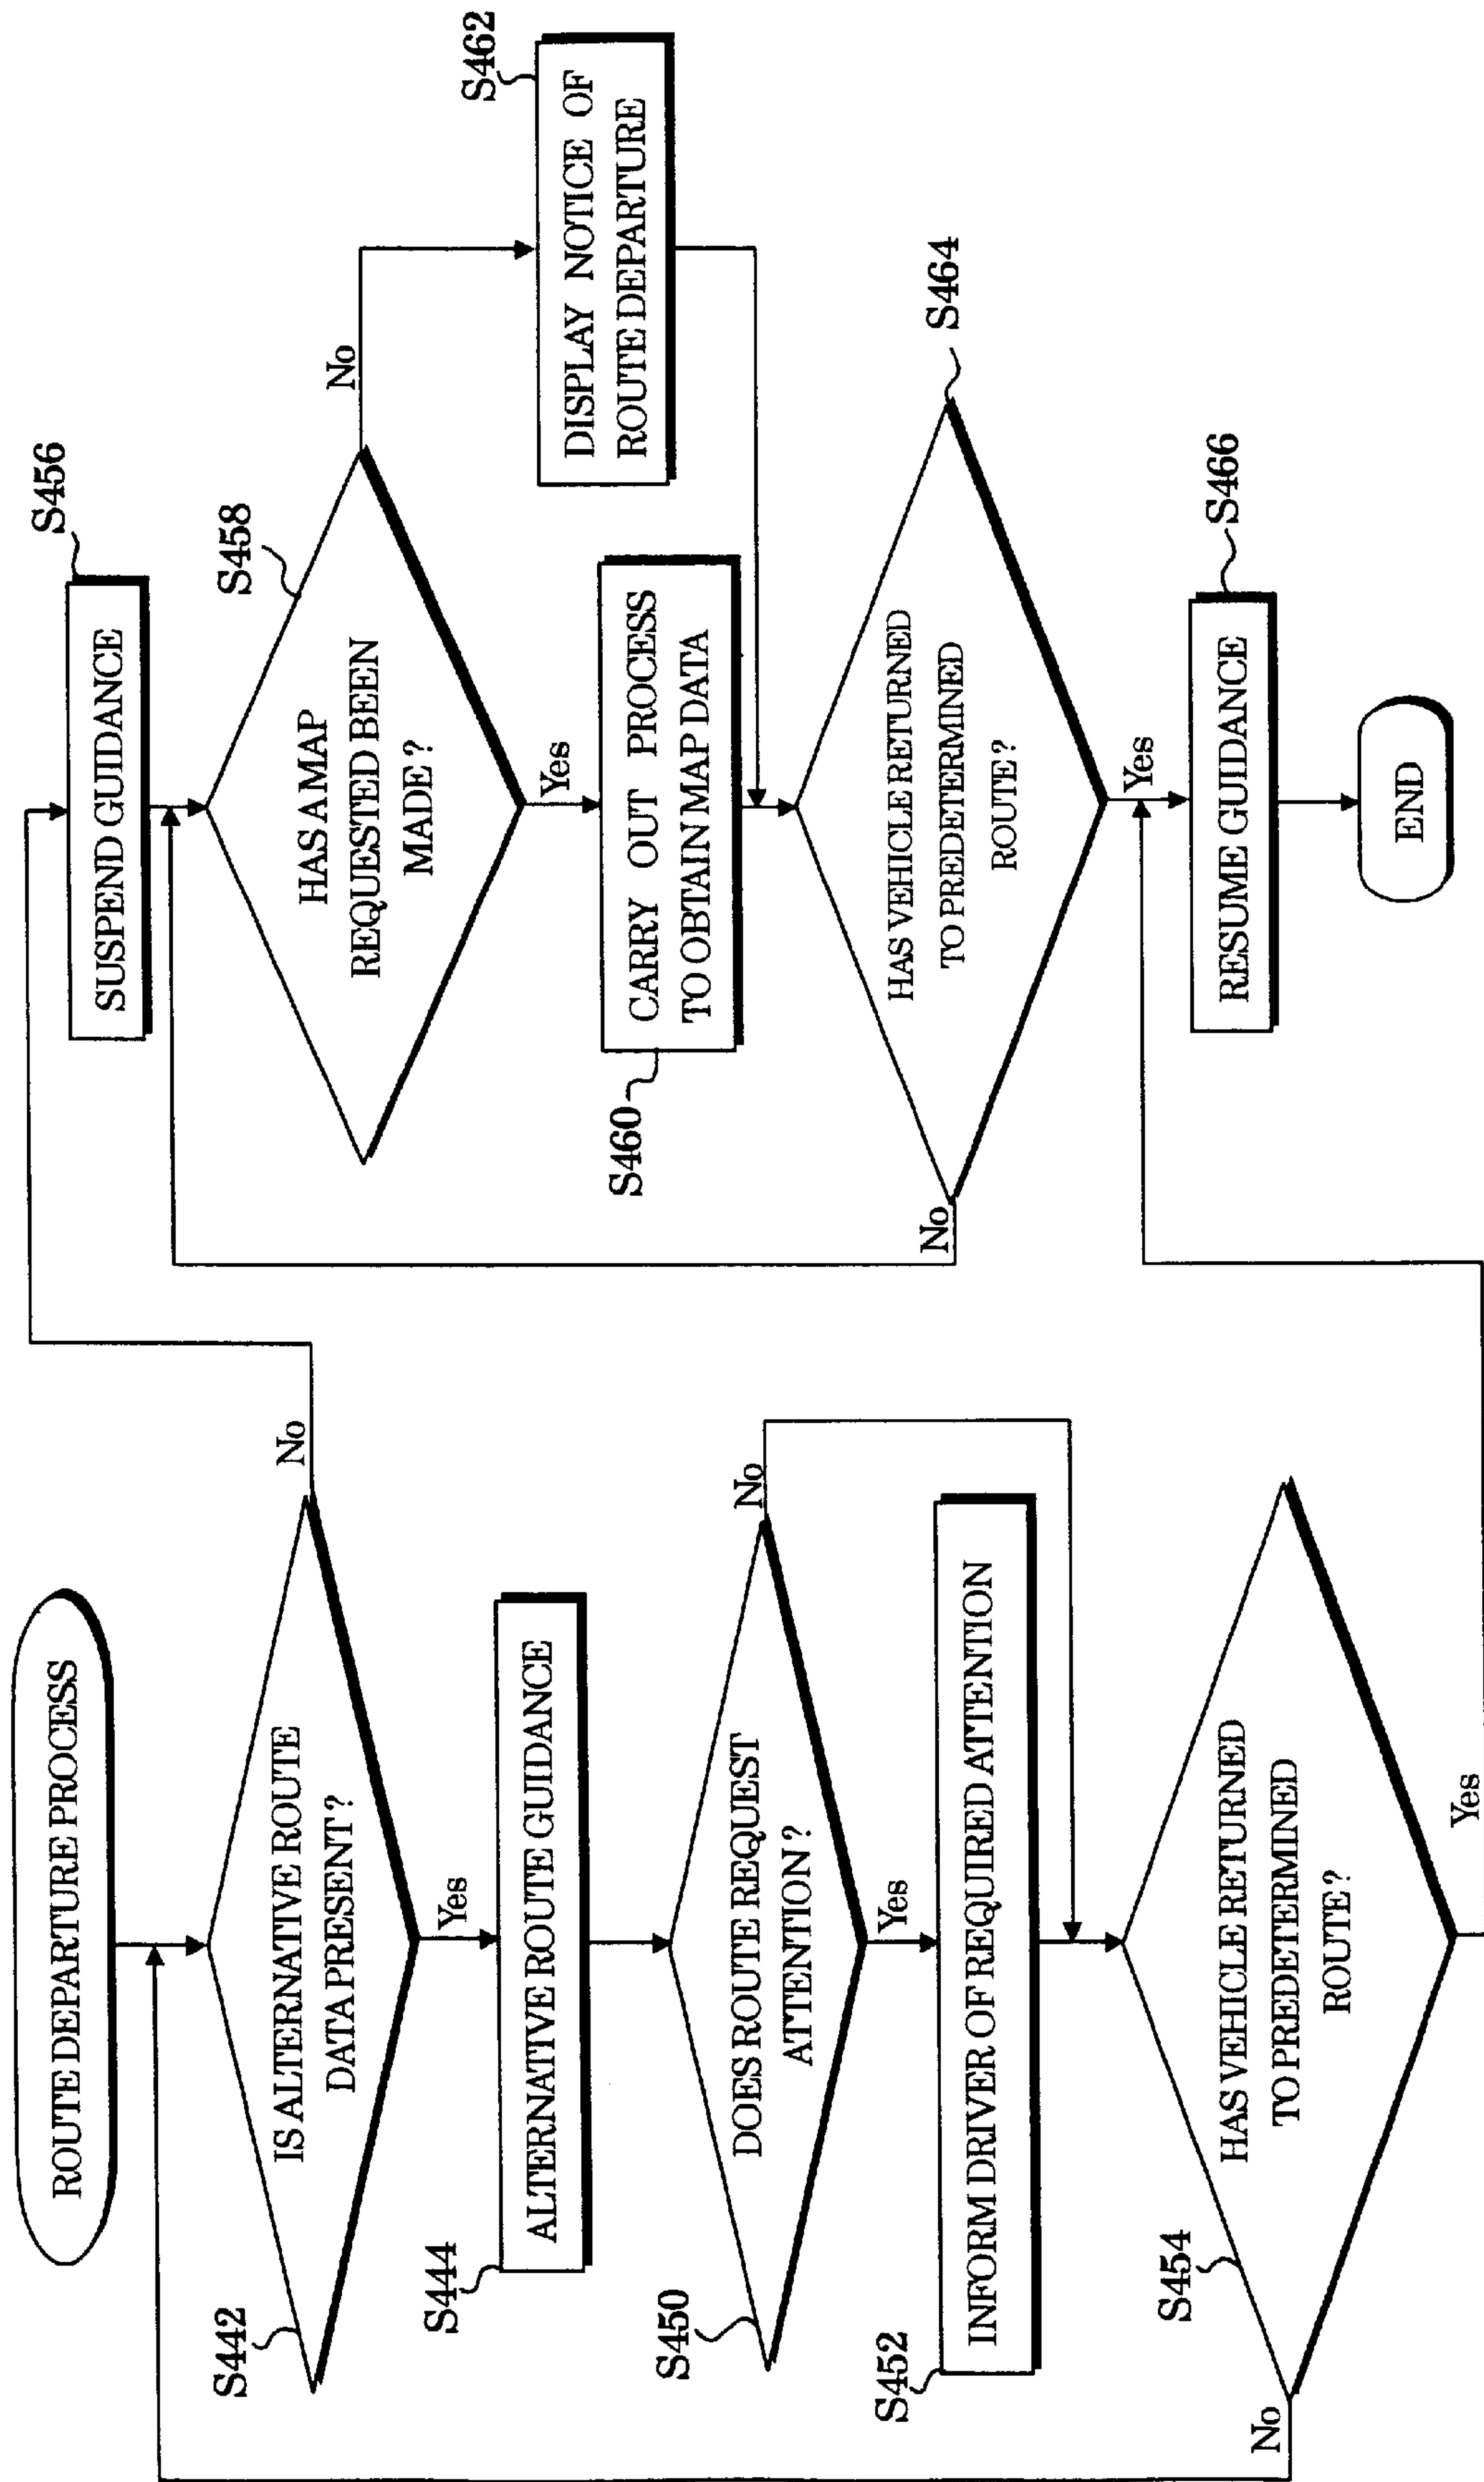 ROUTE DEPARTURE PROCESS
S442
IS ALTERNATIVE ROUTE
DATA PRESENT?
No
Yes
S444
ALTERNATIVE ROUTE GUIDANCE
S450
DOES ROUTE REQUEST
ATTENTION?
No
Yes
S452
INFORM DRIVER OF REQUIRED ATTENTION
S454
HAS VEHICLE RETURNED
TO PREDETERMINED
ROUTE?
No
Yes
S456
SUSPEND GUIDANCE
S458
HAS A MAP
REQUESTED BEEN
MADE?
No
Yes
S462
DISPLAY NOTICE OF
ROUTE DEPARTURE
S460
CARRY OUT PROCESS
TO OBTAIN MAP DATA
S464
HAS VEHICLE RETURNED
TO PREDETERMINED
ROUTE?
No
Yes
S466
RESUME GUIDANCE
END